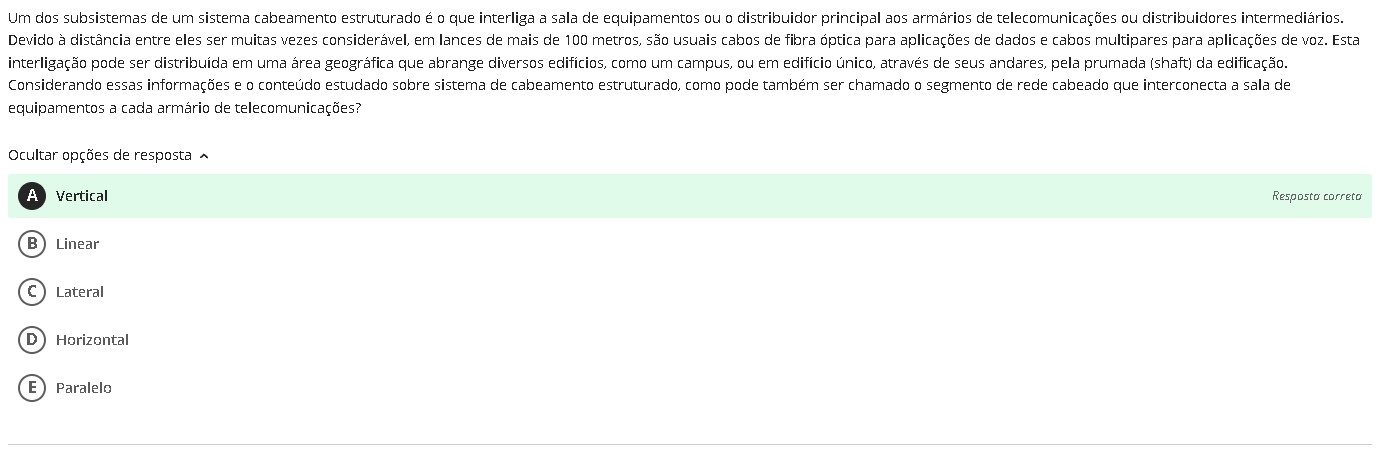 Um dos subsistemas de um sistema cabeamento estruturado é o que interliga a sala de equipamentos ou o distribuidor principal aos armários de telecomunicações ou distribuidores intermediários.
Devido à distância entre eles ser muitas vezes considerável, em lances de mais de 100 metros, são usuais cabos de fibra óptica para aplicações de dados e cabos multipares para aplicações de voz. Esta
interligação pode ser distribuída em uma área geográfica que abrange diversos edifícios, como um campus, ou em edifício único, através de seus andares, pela prumada (shaft) da edificação.
Considerando essas informações e o conteúdo estudado sobre sistema de cabeamento estruturado, como pode também ser chamado o segmento de rede cabeado que interconecta a sala de
equipamentos a cada armário de telecomunicações?
Ocultar opções de resposta
A Vertical Resposta correta
B Linear
C Lateral
D Horizontal
E Paralelo